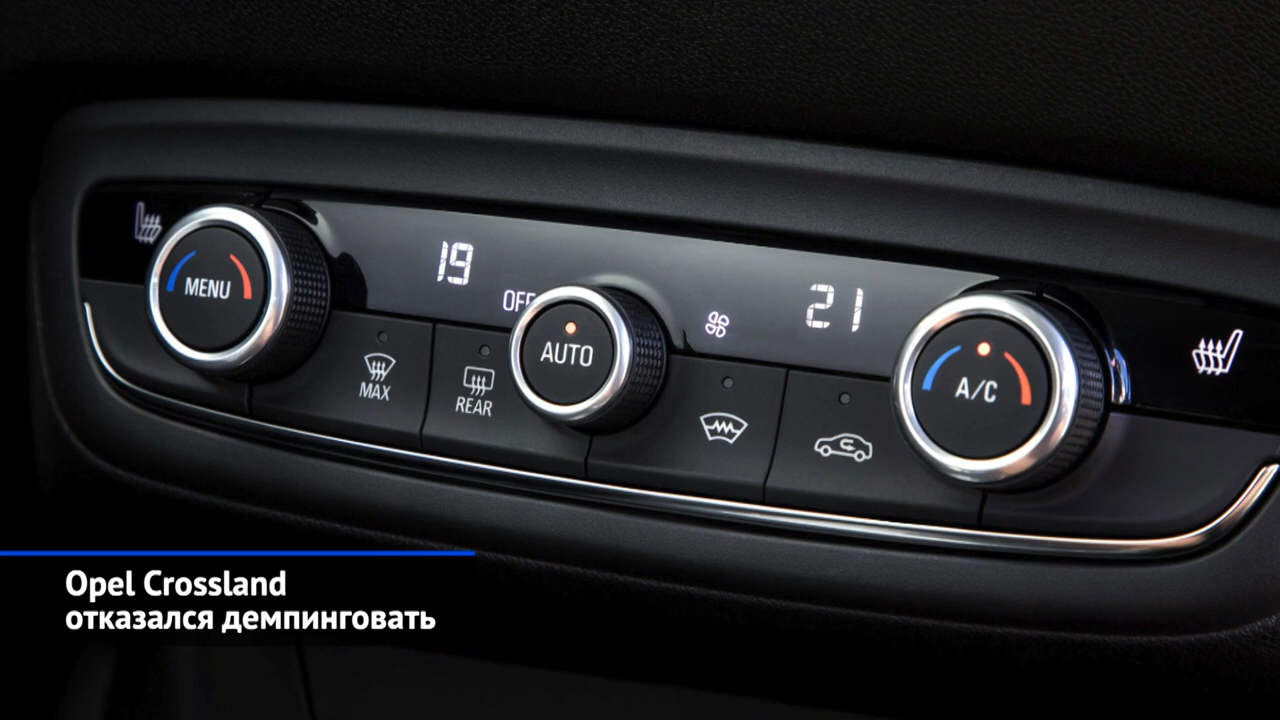 19
OFF
21
MENU
AUTO
A/C
MAX
REAR
Opel Crossland
отказался демпинговать